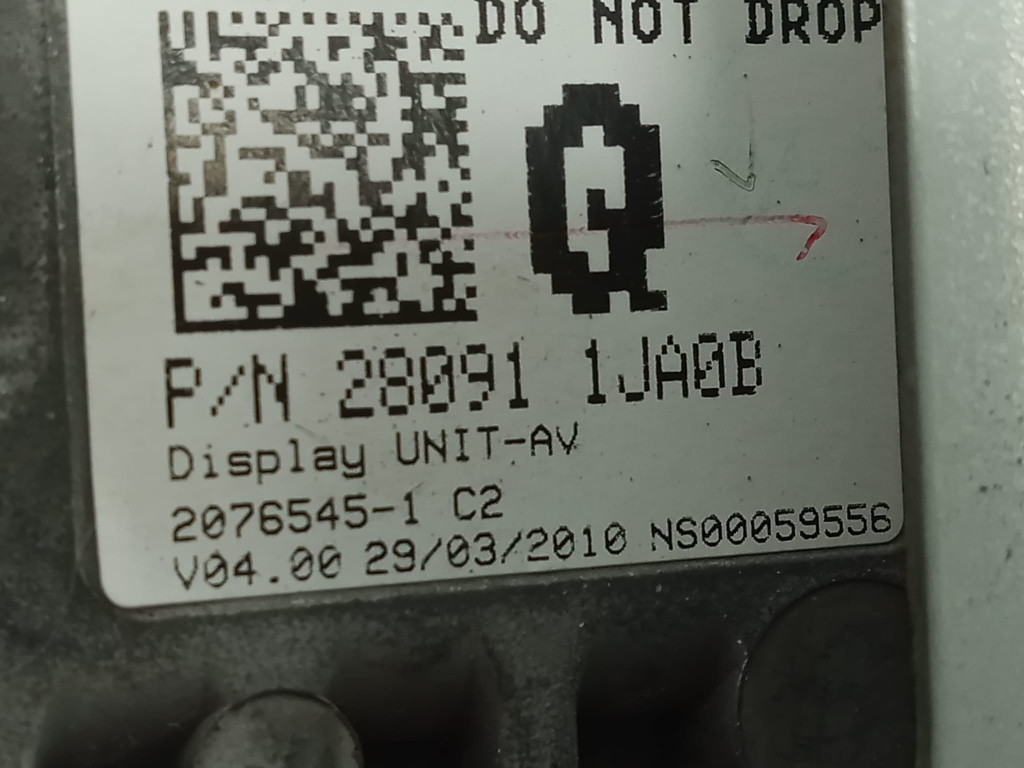 DO NOT DROP
Q
P/N 28091 1JA0B
Display UNIT-AV
2076545-1 C2
V04.00 29/03/2010 NS00059556